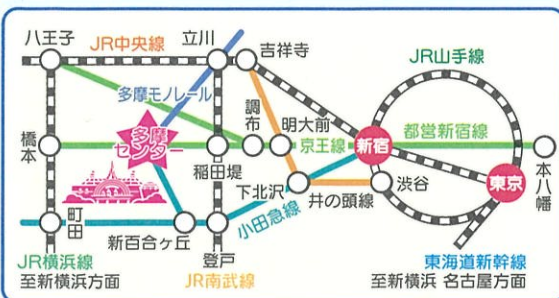 八王子
JR中央線
立川
吉祥寺
JR山手線
多摩モノレール
調布
明大前
橋本
多摩
センター
京王線
新宿
都営新宿線
稲田堤
本八幡
下北沢
井の頭線
渋谷
東京
町田
小田急線
新百合ヶ丘
登戸
JR横浜線
至新横浜方面
JR南武線
東海道新幹線
至新横浜 名古屋方面